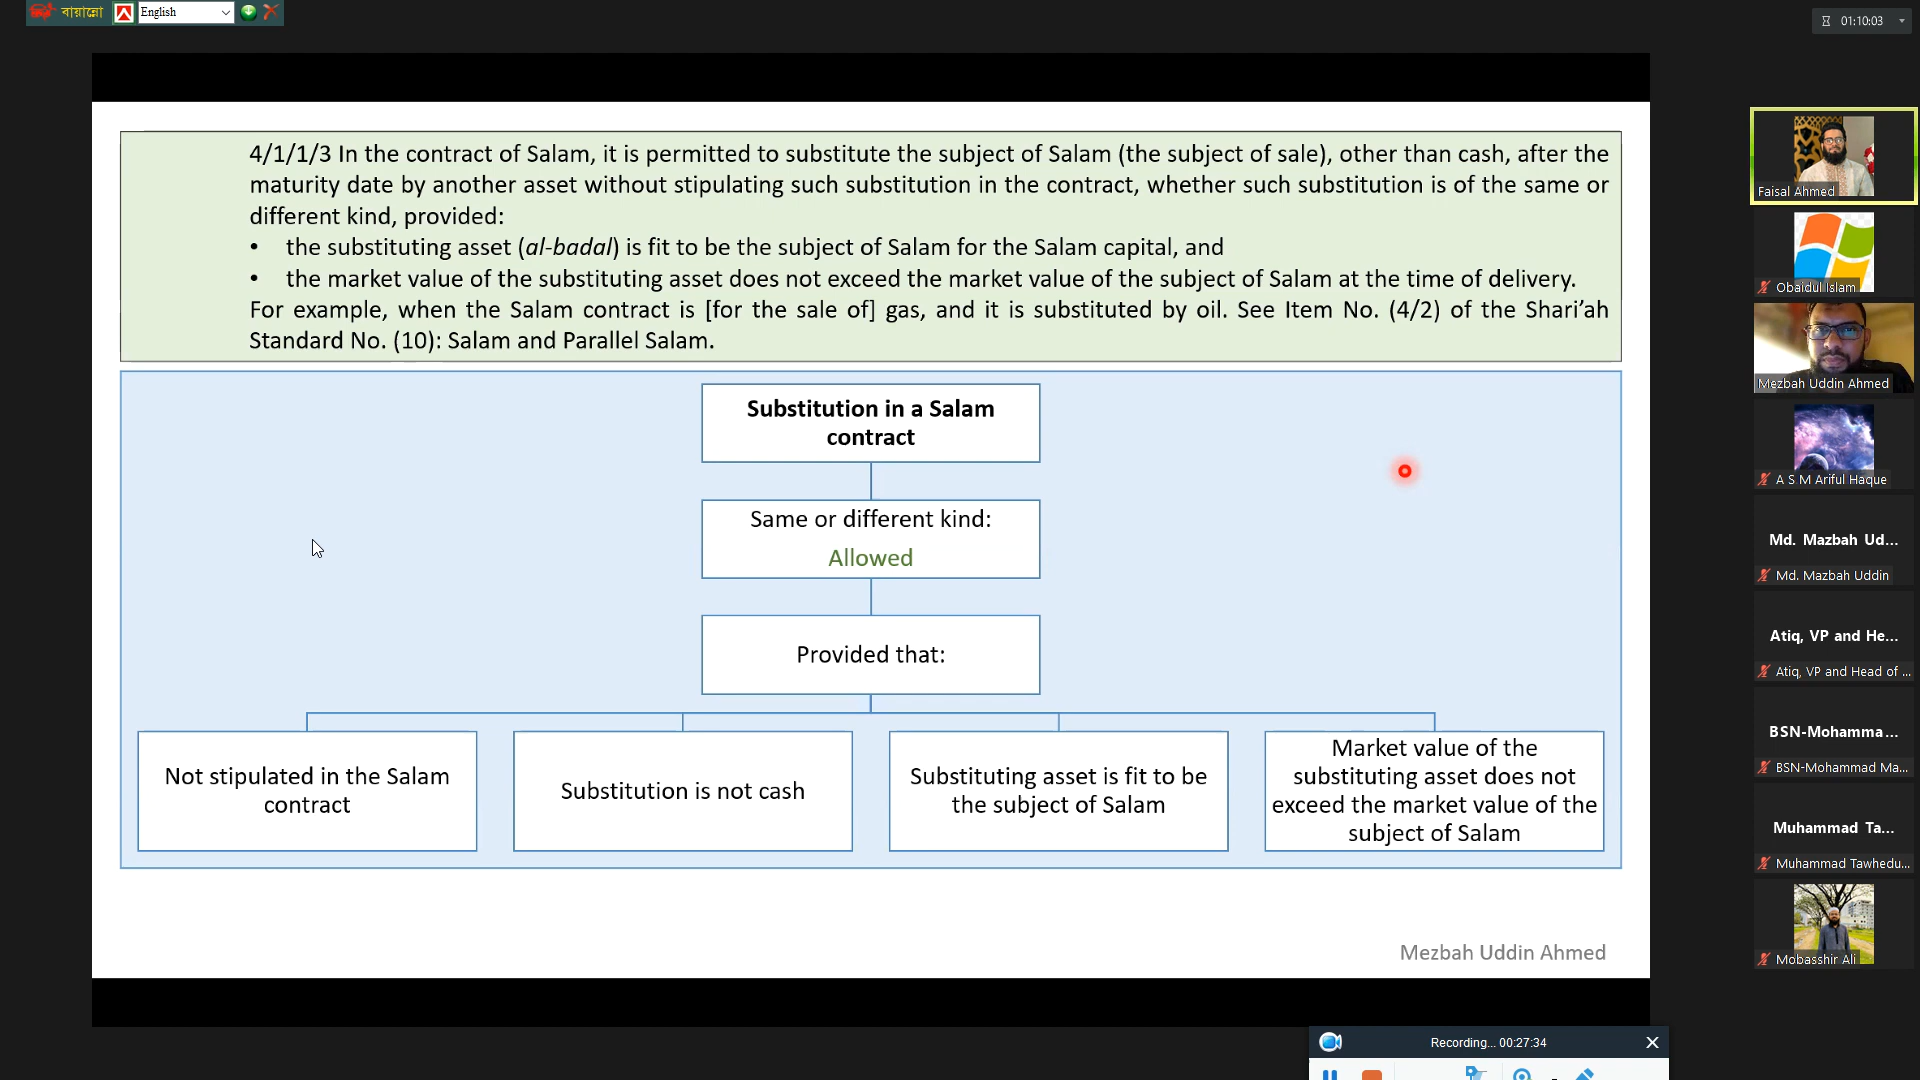 বায়ান্নো
English
01:10:03
4/1/1/3 In the contract of Salam, it is permitted to substitute the subject of Salam (the subject of sale), other than cash, after the
maturity date by another asset without stipulating such substitution in the contract, whether such substitution is of the same or
different kind, provided:
• the substituting asset (al-badal) is fit to be the subject of Salam for the Salam capital, and
• the market value of the substituting asset does not exceed the market value of the subject of Salam at the time of delivery.
For example, when the Salam contract is [for the sale of] gas, and it is substituted by oil. See Item No. (4/2) of the Shari’ah
Standard No. (10): Salam and Parallel Salam.
Substitution in a Salam
contract
Same or different kind:
Allowed
Provided that:
Not stipulated in the Salam
contract
Substitution is not cash
Substituting asset is fit to be
the subject of Salam
Market value of the
substituting asset does not
exceed the market value of the
subject of Salam
Mezbah Uddin Ahmed
Faisal Ahmed
Obaidul Islam
Mezbah Uddin Ahmed
A S M Ariful Haque
Md. Mazbah Ud...
Md. Mazbah Uddin
Atiq, VP and He...
Atiq, VP and Head of ...
BSN-Mohamma...
BSN-Mohammad Ma...
Muhammad Ta...
Muhammad Tawhedu...
Mobasshir Ali
Recording... 00:27:34